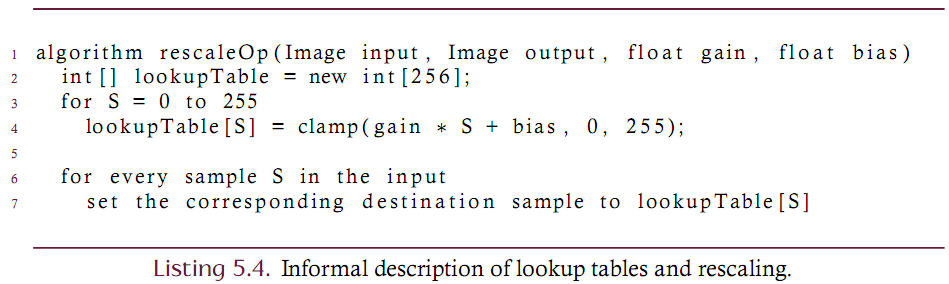 1 algorithm rescaleOp(Image input, Image output, float gain, float bias)
2 int[] lookupTable = new int[256];
3 for S = 0 to 255
4 lookupTable[S] = clamp(gain * S + bias, 0, 255);
5
6 for every sample S in the input
7 set the corresponding destination sample to lookupTable[S]
Listing 5.4. Informal description of lookup tables and rescaling.